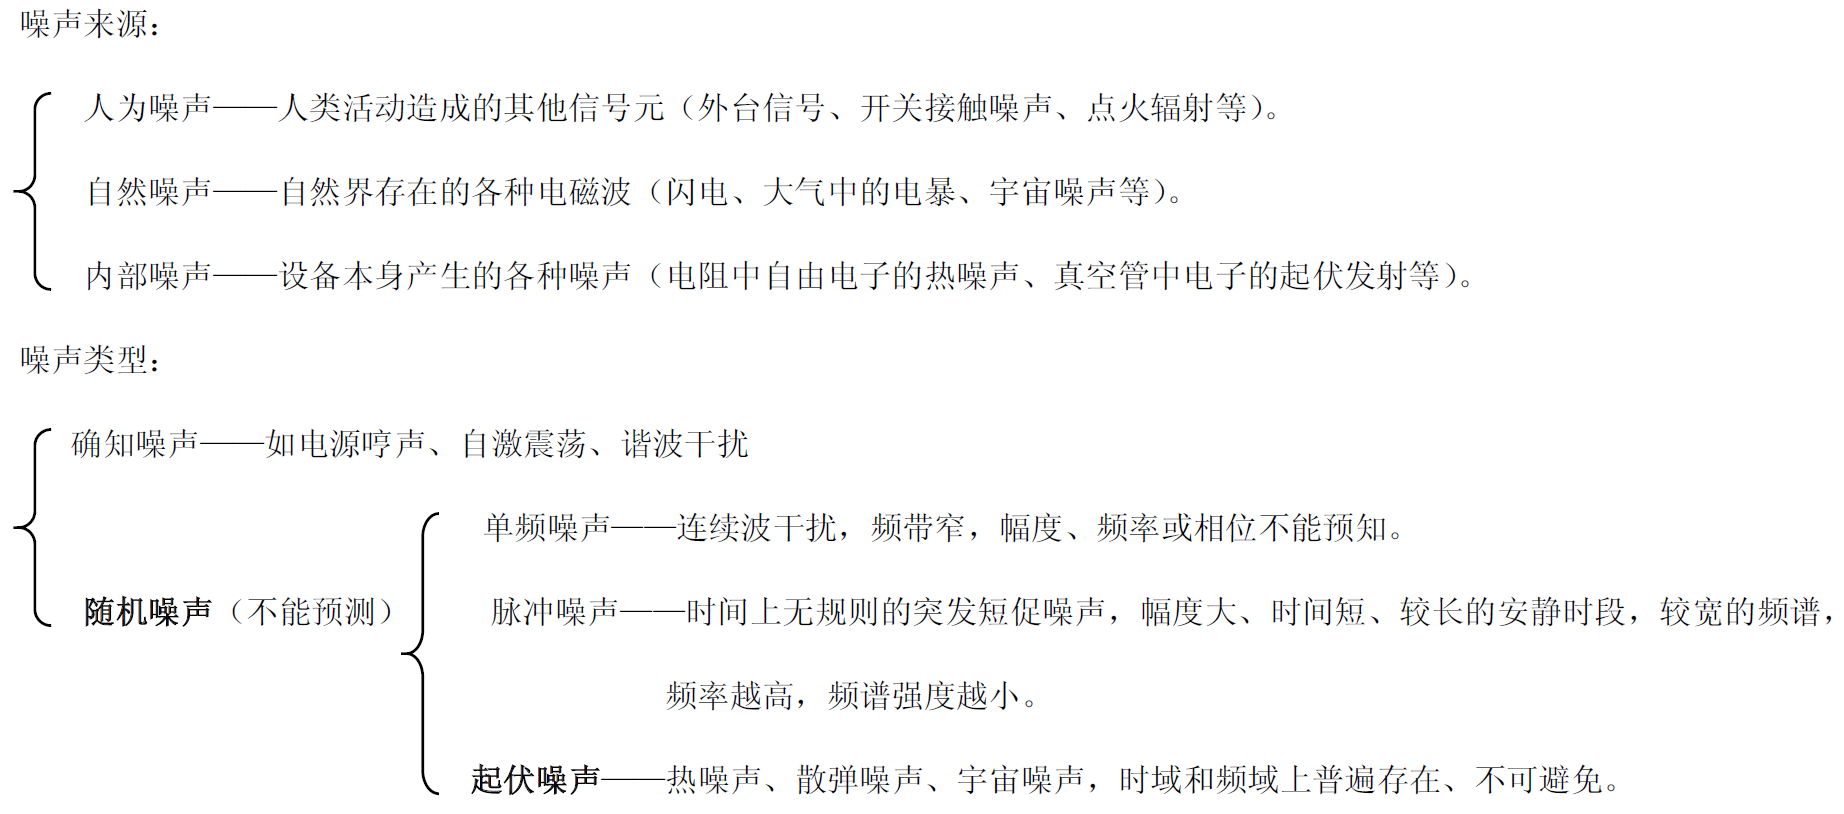 噪声来源：
人为噪声——人类活动造成的其他信号元（外台信号、开关接触噪声、点火辐射等）。
自然噪声——自然界存在的各种电磁波（闪电、大气中的电暴、宇宙噪声等）。
内部噪声——设备本身产生的各种噪声（电阻中自由电子的热噪声、真空管中电子的起伏发射等）。
噪声类型：
确知噪声——如电源哼声、自激震荡、谐波干扰
单频噪声——连续波干扰，频带窄，幅度、频率或相位不能预知。
随机噪声（不能预测）
脉冲噪声——时间上无规则的突发短促噪声，幅度大、时间短、较长的安静时段，较宽的频谱，
频率越高，频谱强度越小。
起伏噪声——热噪声、散弹噪声、宇宙噪声，时域和频域上普遍存在、不可避免。